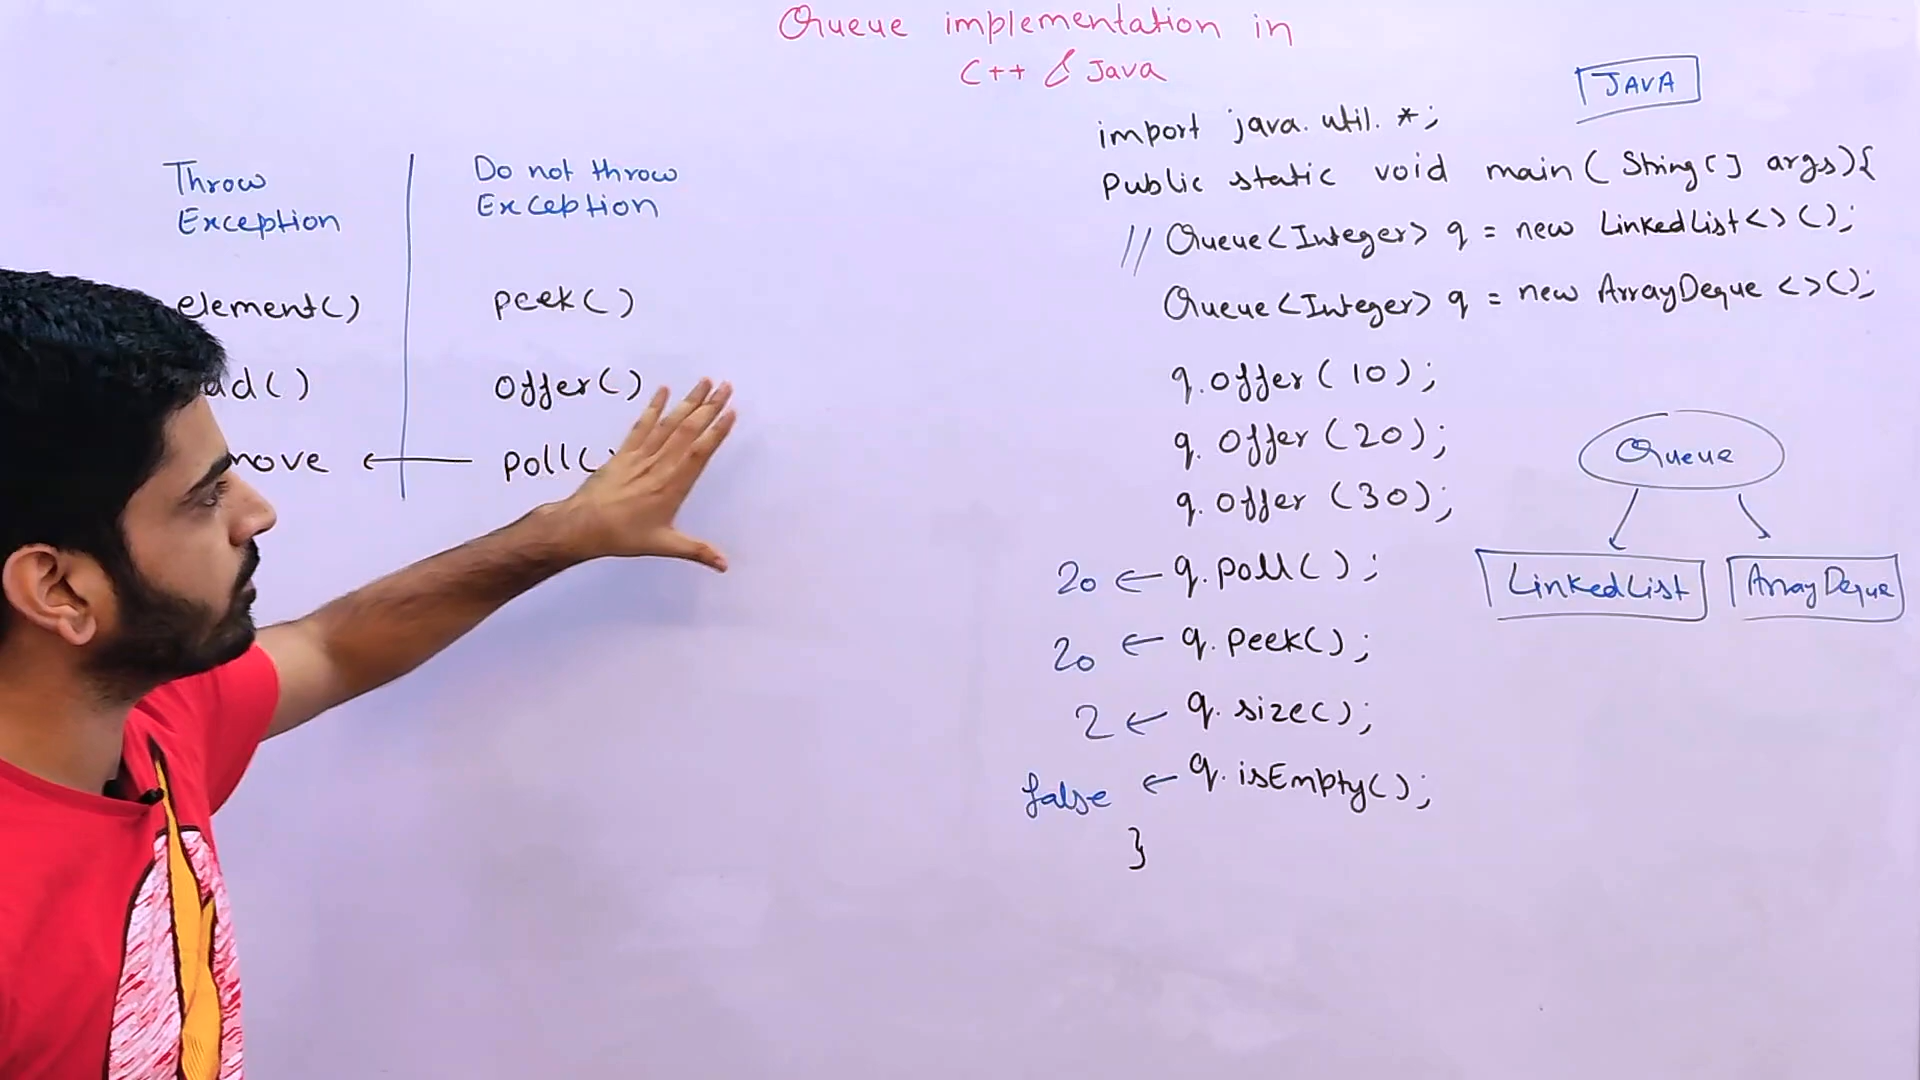 Queue implementation in
C++ & Java
JAVA
import java.util.*;
Public static void main(String[] args){
// Queue<Integer> q = new LinkedList<>();
Queue<Integer> q = new ArrayDeque<>();
q.offer(10);
q.offer(20);
q.offer(30);
20 ← q.poll();
20 ← q.peek();
2 ← q.size();
false ← q.isEmpty();
}
Queue
LinkedList
ArrayDeque
Throw
Exception
Do not throw
Exception
element()
peek()
offer()
poll(